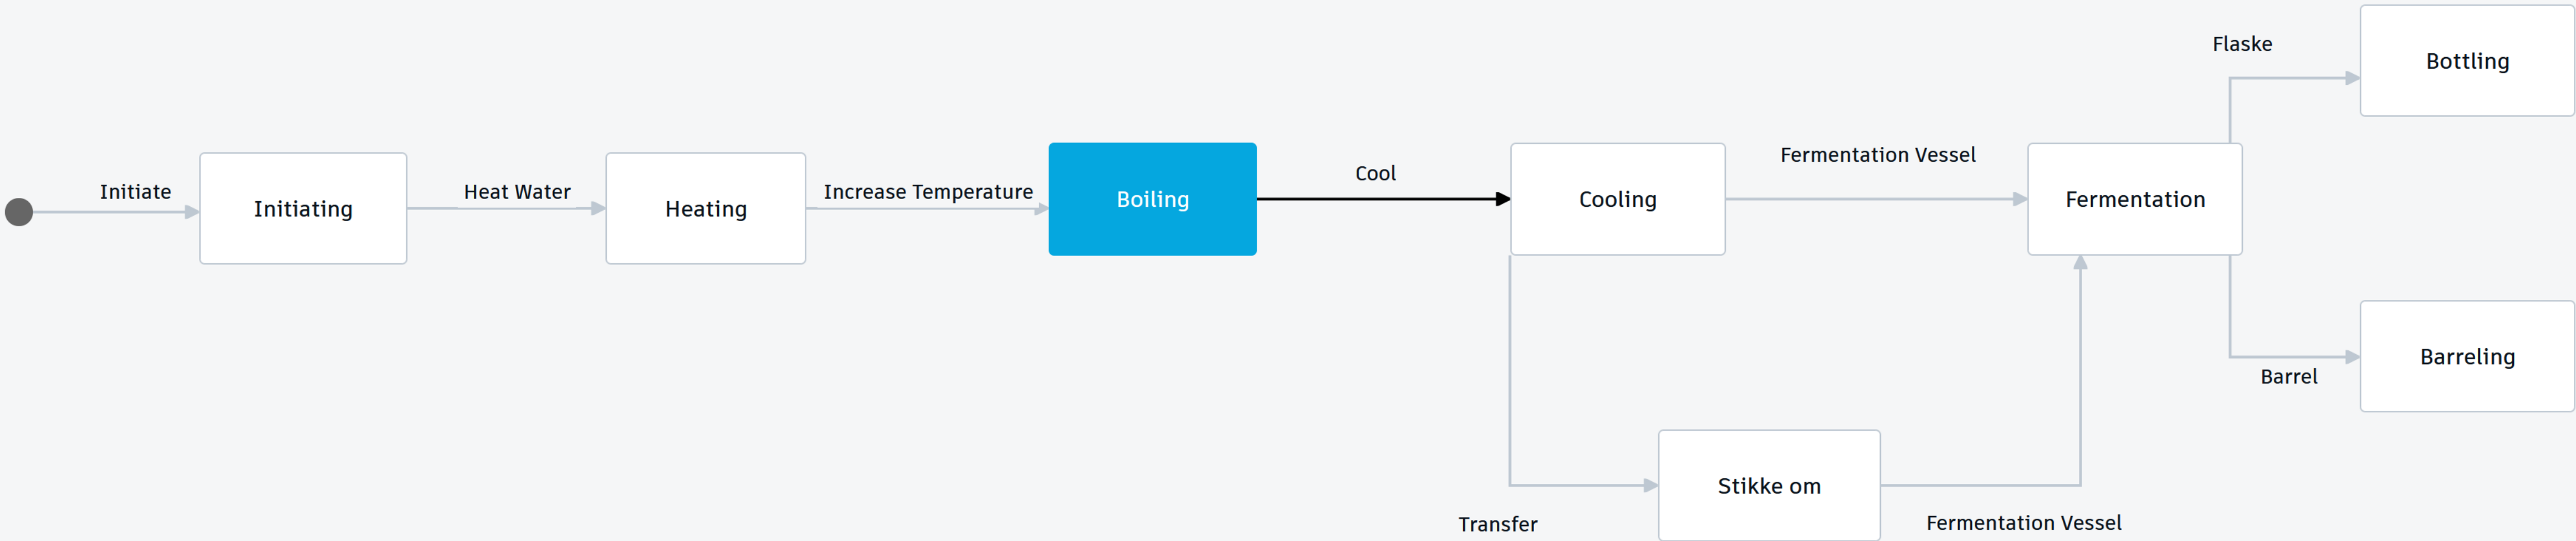 Initiate
Initiating
Heat Water
Heating
Increase Temperature
Boiling
Cool
Cooling
Fermentation Vessel
Fermentation
Flaske
Bottling
Barrel
Barreling
Transfer
Stikke om
Fermentation Vessel